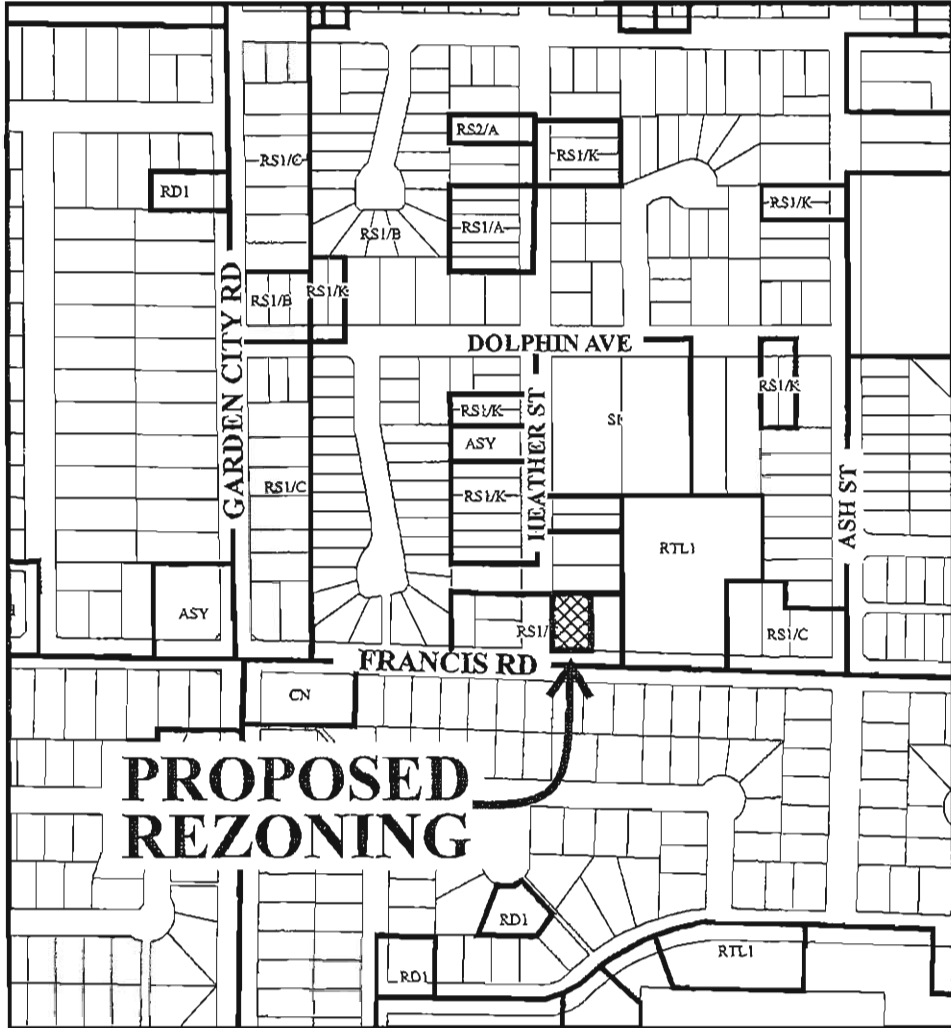 RS2/A
RS1/C
RS1/K
RD1
RS1/K
RS1/A
RS1/B
RS1/B
RS1/K
GARDEN CITY RD
DOLPHIN AVE
RS1/K
RS1/K
HEATHER ST
ASY
RS1/C
RS1/K
ASH ST
RTL1
ASY
RS1/
RS1/C
FRANCIS RD
CN
PROPOSED
REZONING
RD1
RTL1
RD1